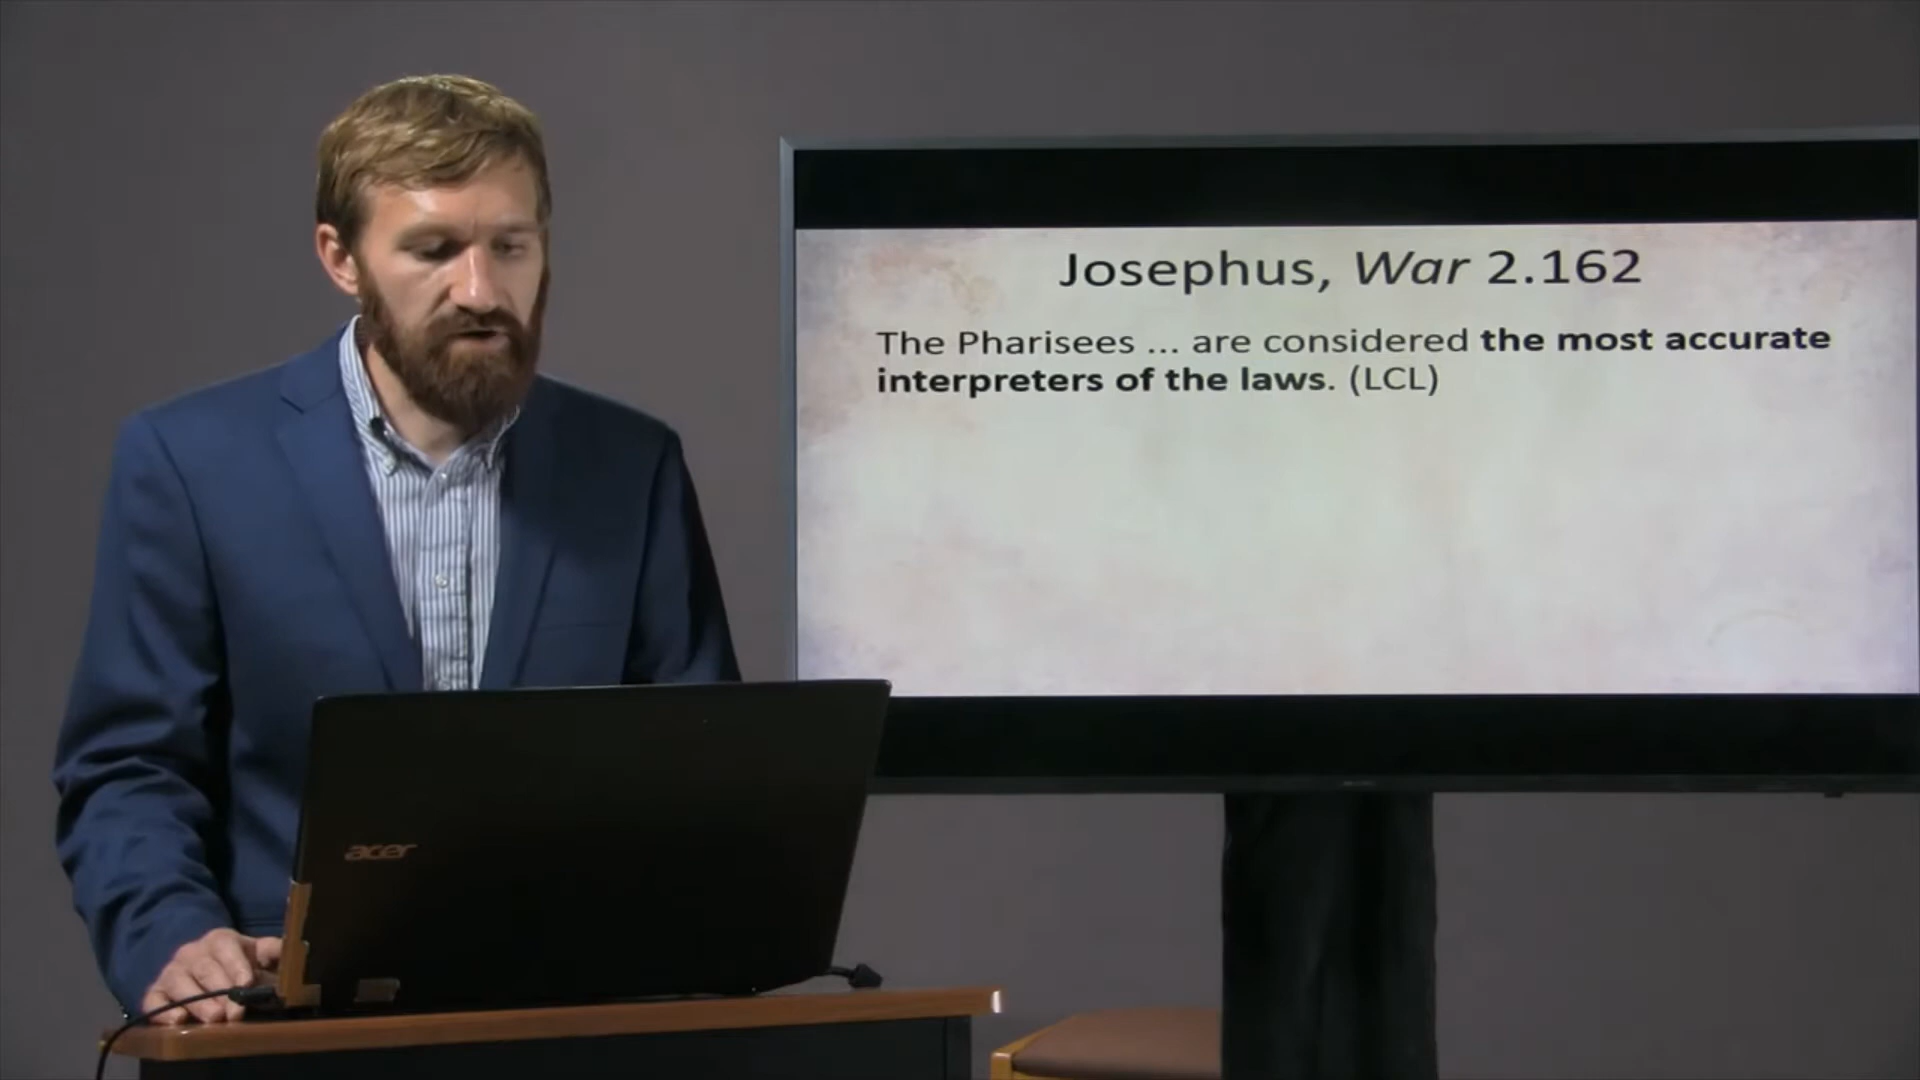 Josephus, War 2.162
The Pharisees ... are considered the most accurate
interpreters of the laws. (LCL)
acer